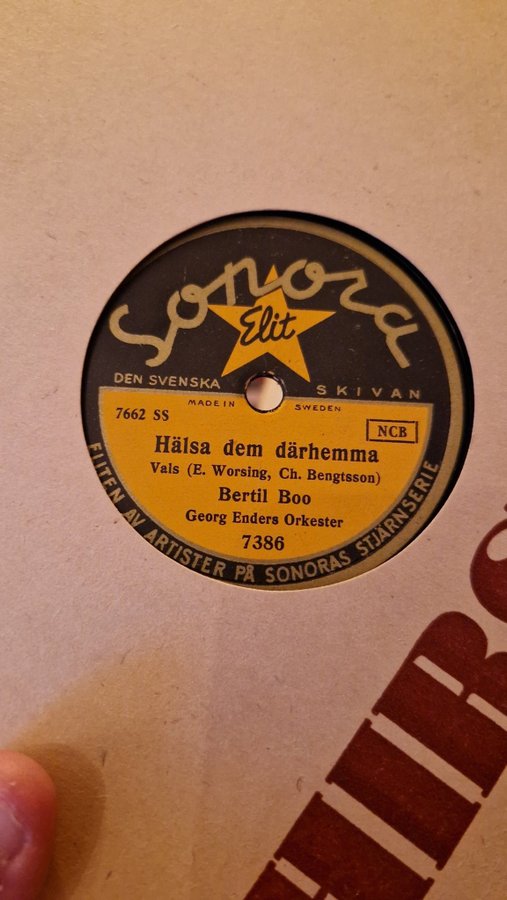 Sonora
Elit
DEN SVENSKA SKIVAN
MADE IN SWEDEN
7662 SS
NCB
Hälsa dem därhemma
Vals (E. Worsing, Ch. Bengtsson)
Bertil Boo
Georg Enders Orkester
7386
ELITEN AV ARTISTER PÅ SONORAS STJÄRNSERIE